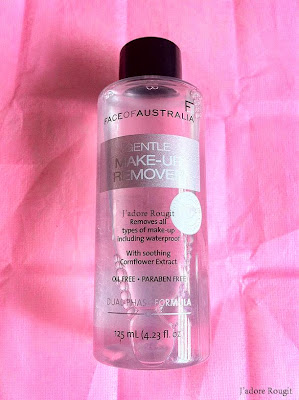 FACEOFAUSTRALIA
GENTLE
MAKE-UP
REMOVER
J'adore Rougit
Removes all
types of make-up
including waterproof
With soothing
Cornflower Extract
OIL FREE • PARABEN FREE
DUAL PHASE FORMULA
125 mL (4.23 fl. oz
J'adore Rougit